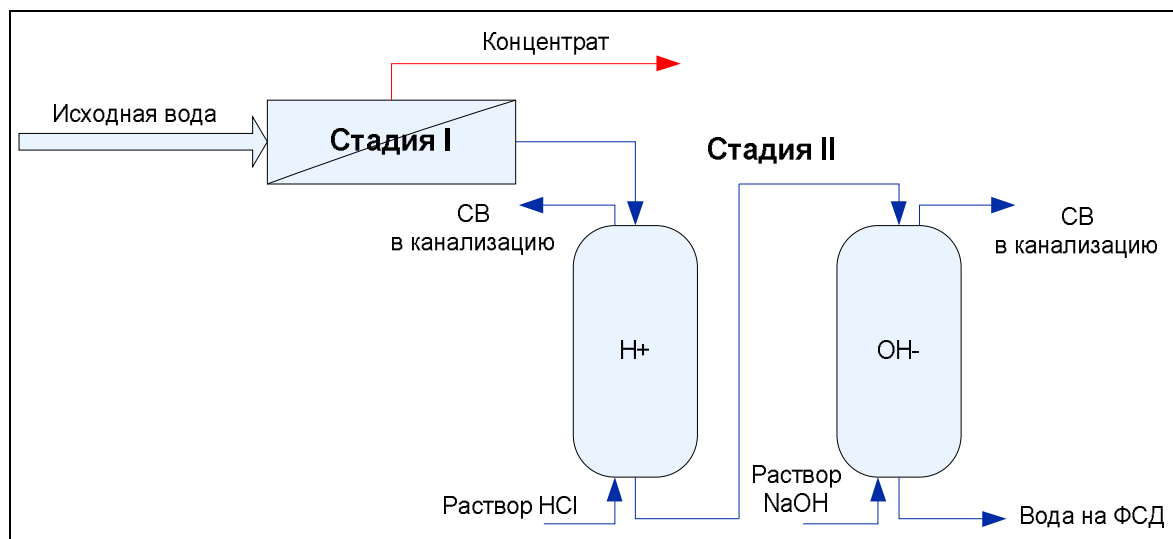 Концентрат
Исходная вода
Стадия I
Стадия II
СВ
в канализацию
СВ
в канализацию
H+
OH-
Раствор HCl
Раствор
NaOH
Вода на ФСД